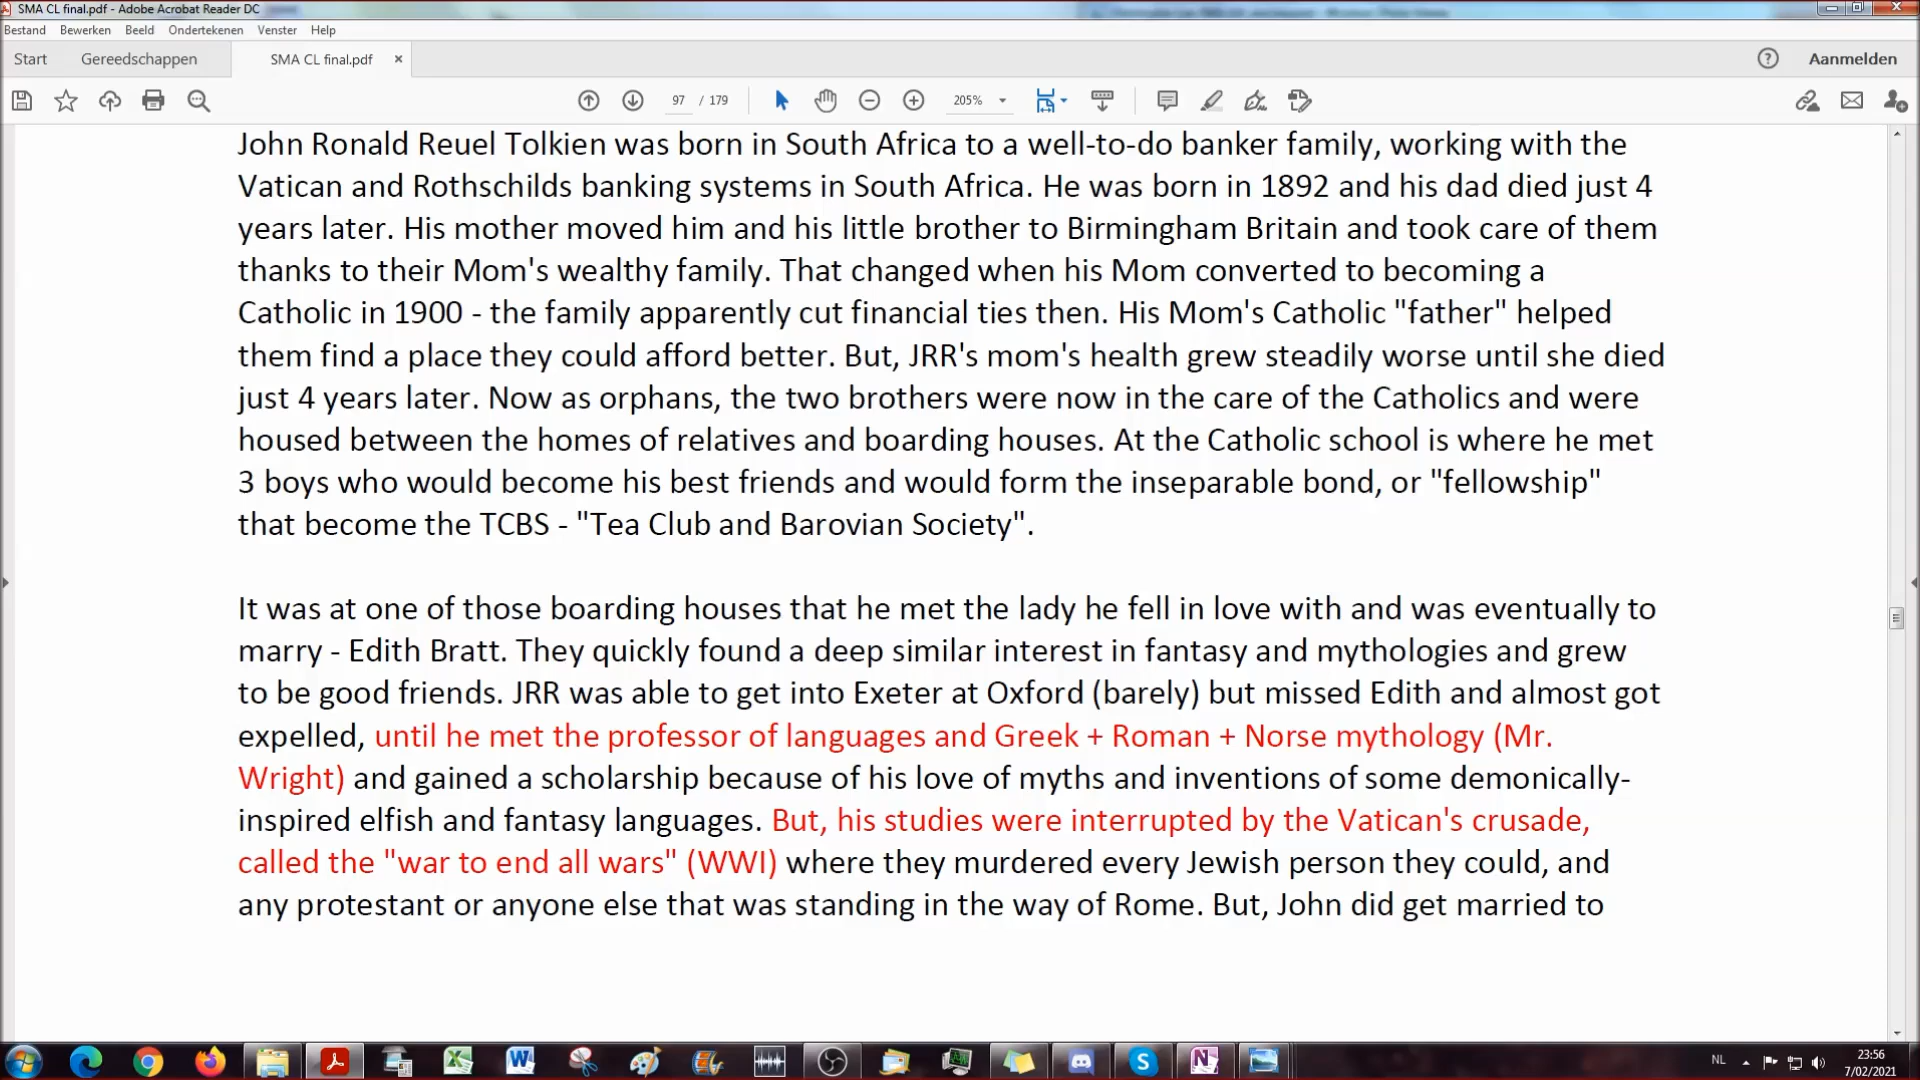 SMA CL final.pdf - Adobe Acrobat Reader DC
Bestand Bewerken Beeld Ondertekenen Venster Help
Start Gereedschappen SMA CL final.pdf × Aanmelden
97 / 179 205%
John Ronald Reuel Tolkien was born in South Africa to a well-to-do banker family, working with the
Vatican and Rothschilds banking systems in South Africa. He was born in 1892 and his dad died just 4
years later. His mother moved him and his little brother to Birmingham Britain and took care of them
thanks to their Mom's wealthy family. That changed when his Mom converted to becoming a
Catholic in 1900 - the family apparently cut financial ties then. His Mom's Catholic "father" helped
them find a place they could afford better. But, JRR's mom's health grew steadily worse until she died
just 4 years later. Now as orphans, the two brothers were now in the care of the Catholics and were
housed between the homes of relatives and boarding houses. At the Catholic school is where he met
3 boys who would become his best friends and would form the inseparable bond, or "fellowship"
that become the TCBS - "Tea Club and Barovian Society".
It was at one of those boarding houses that he met the lady he fell in love with and was eventually to
marry - Edith Bratt. They quickly found a deep similar interest in fantasy and mythologies and grew
to be good friends. JRR was able to get into Exeter at Oxford (barely) but missed Edith and almost got
expelled, until he met the professor of languages and Greek + Roman + Norse mythology (Mr.
Wright) and gained a scholarship because of his love of myths and inventions of some demonically-
inspired elfish and fantasy languages. But, his studies were interrupted by the Vatican's crusade,
called the "war to end all wars" (WWI) where they murdered every Jewish person they could, and
any protestant or anyone else that was standing in the way of Rome. But, John did get married to
NL 23:56
7/02/2021